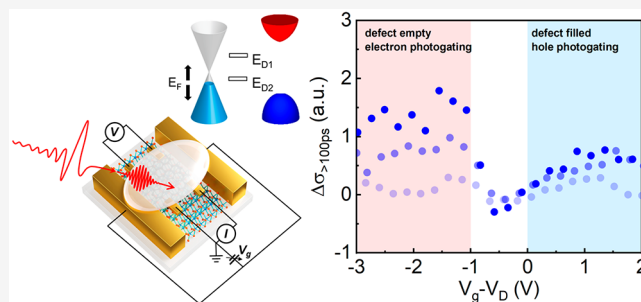 E_F
E_D1
E_D2
V
I
V_g
defect empty
electron photogating
defect filled
hole photogating
Δσ_>100ps (a.u.)
3
2
1
0
-1
-3 -2 -1 0 1 2
V_g-V_D (V)